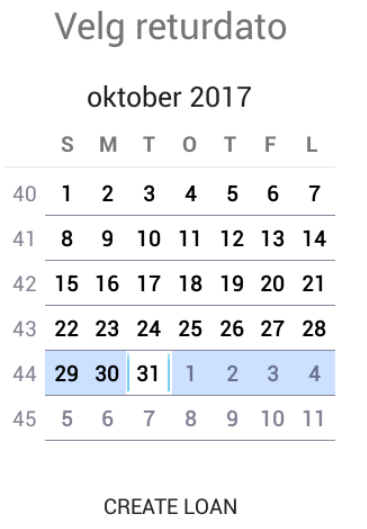 Velg returdato
oktober 2017
S M T O T F L
40 1 2 3 4 5 6 7
41 8 9 10 11 12 13 14
42 15 16 17 18 19 20 21
43 22 23 24 25 26 27 28
44 29 30 31 1 2 3 4
45 5 6 7 8 9 10 11
CREATE LOAN